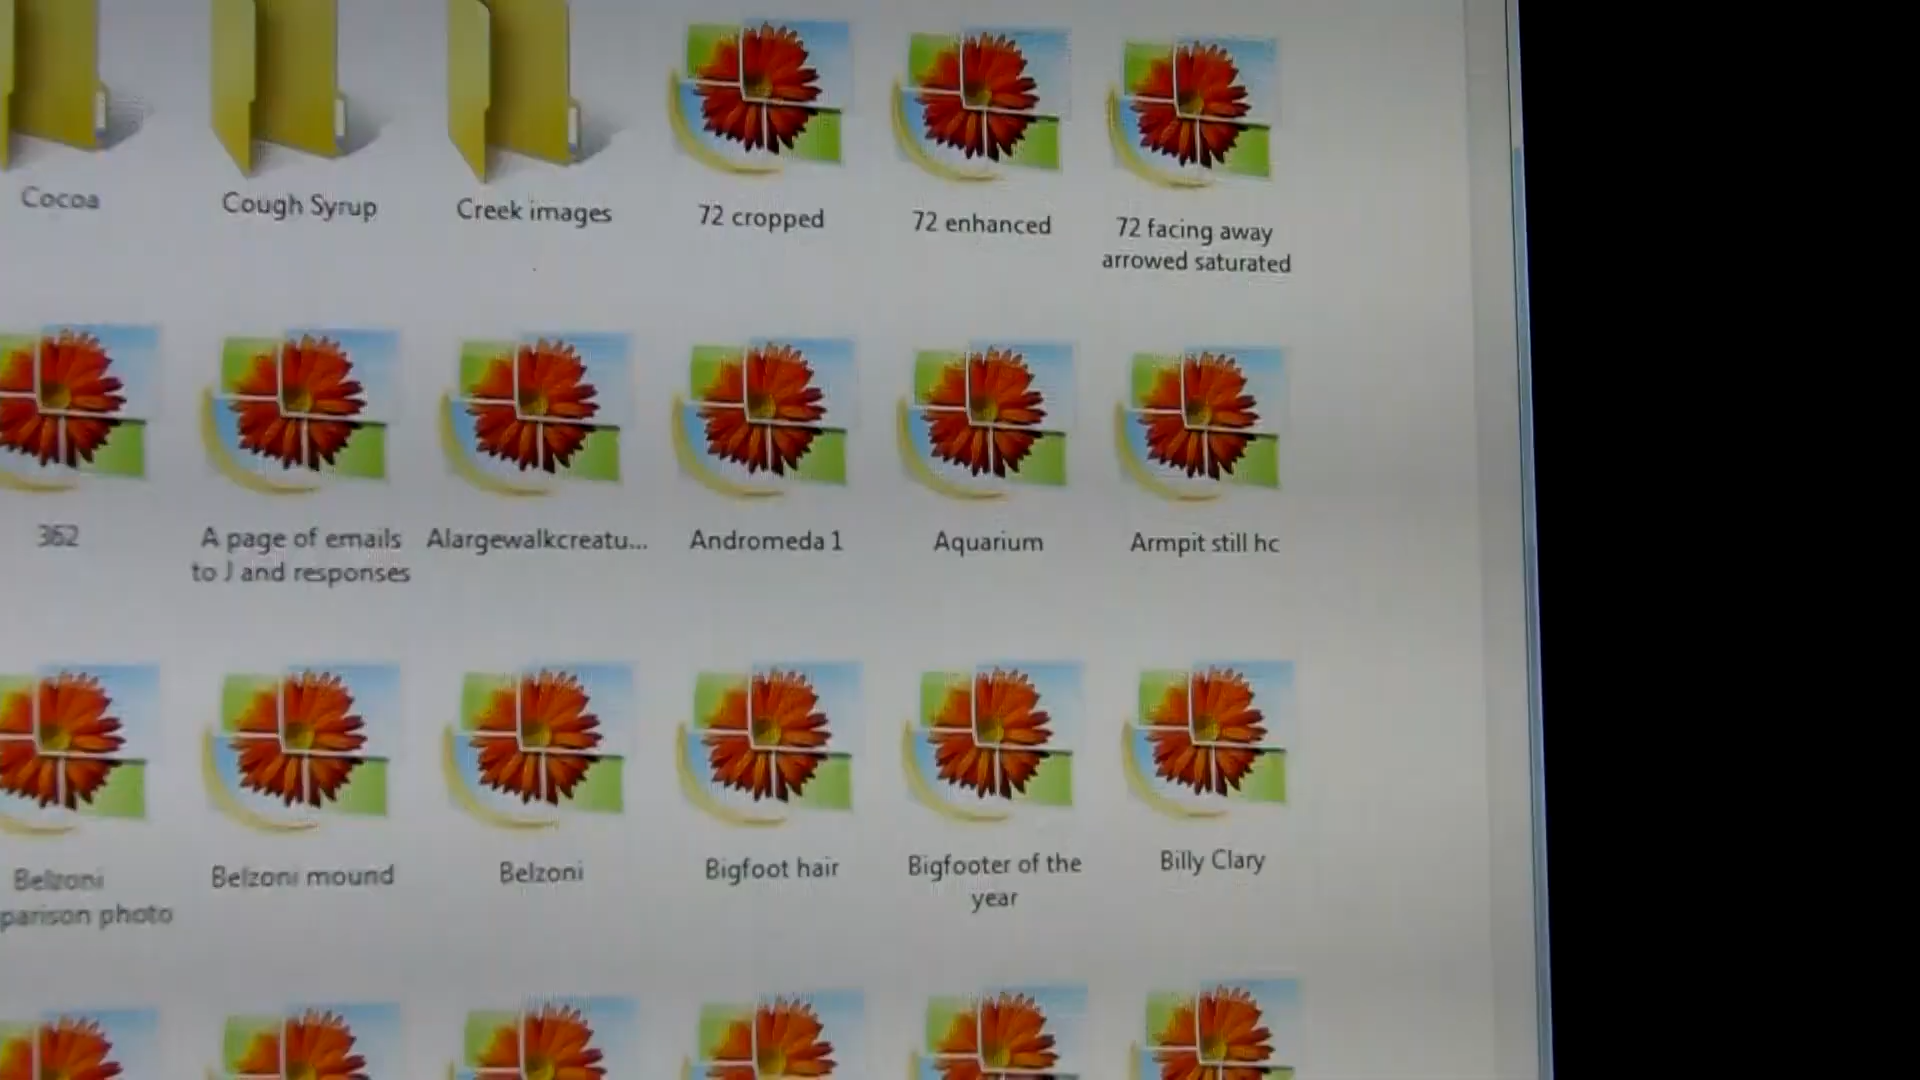 Cocoa
Cough Syrup
Creek images
72 cropped
72 enhanced
72 facing away
arrowed saturated
362
A page of emails
to J and responses
Alargewalkcreatu...
Andromeda 1
Aquarium
Armpit still hc
Belzoni
parison photo
Belzoni mound
Belzoni
Bigfoot hair
Bigfooter of the
year
Billy Clary